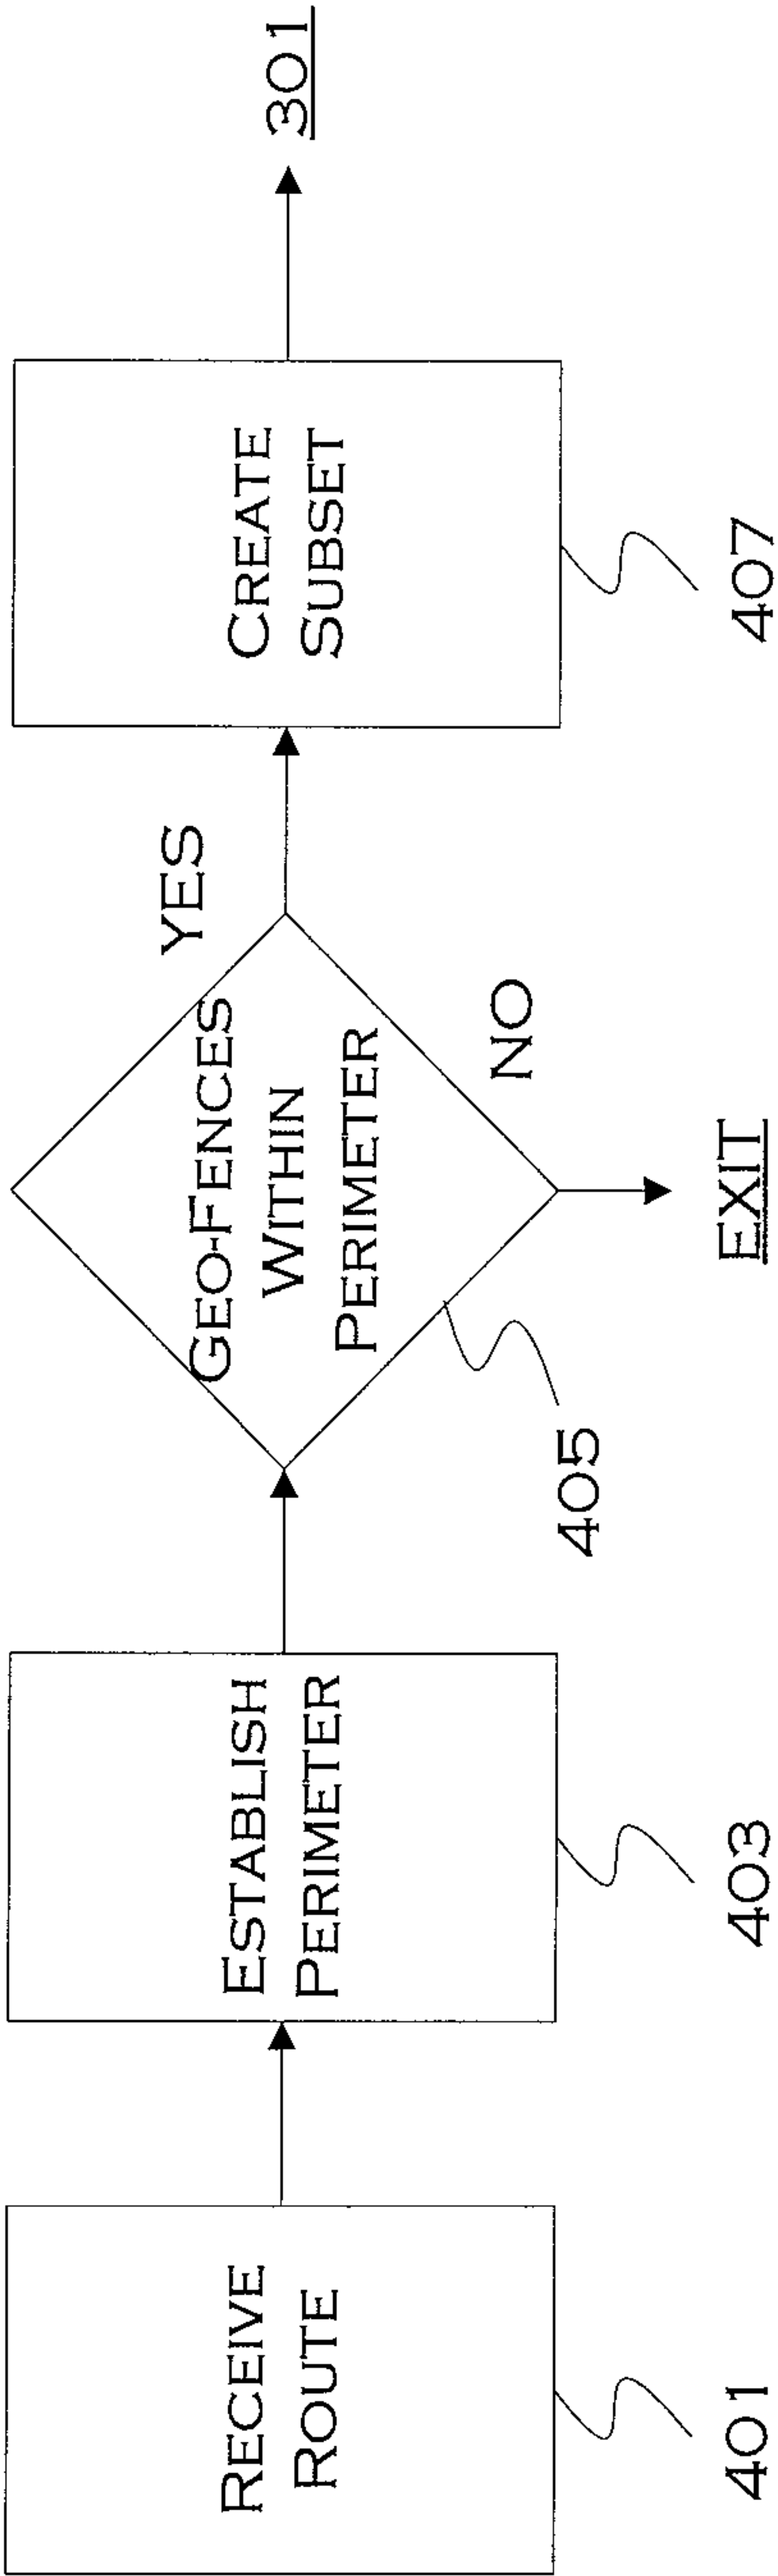 RECEIVE
ROUTE
401
ESTABLISH
PERIMETER
403
GEO-FENCES
WITHIN
PERIMETER
405
YES
NO
EXIT
CREATE
SUBSET
407
301